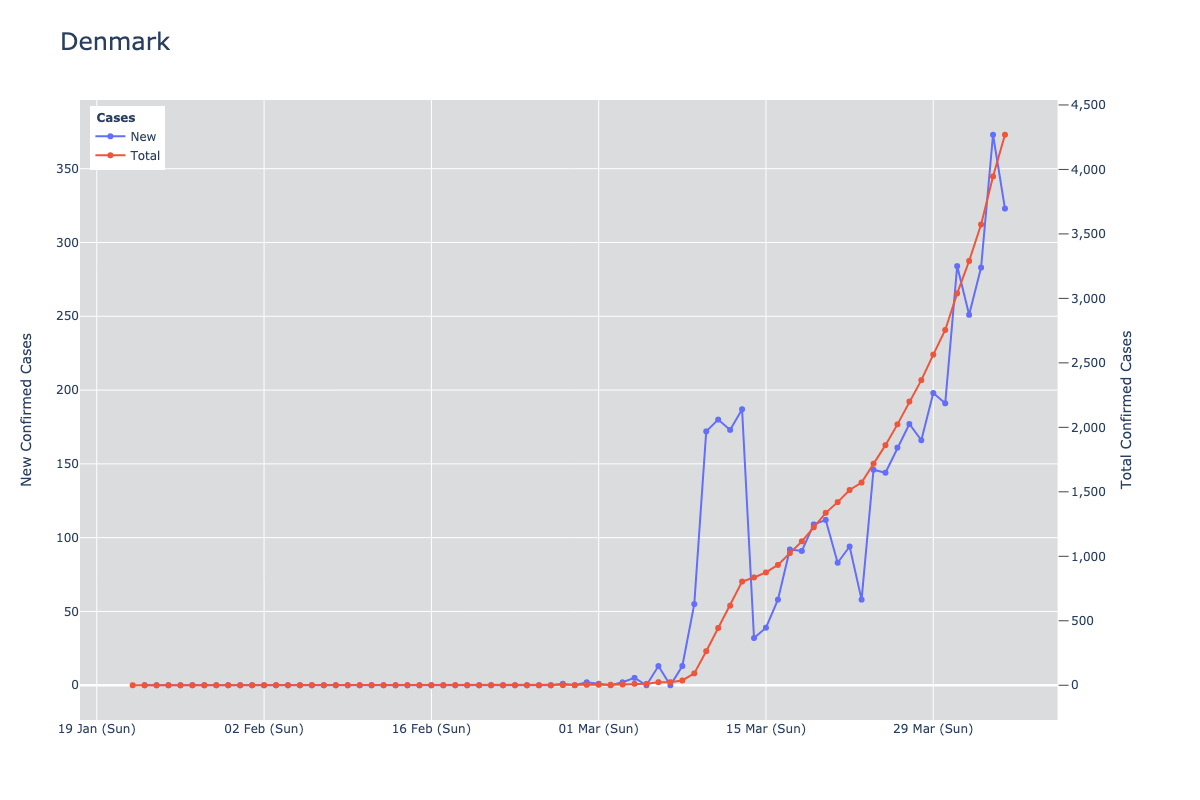 Denmark
Cases
New
Total
4,500
4,000
3,500
3,000
2,500
2,000
1,500
1,000
500
0
350
300
250
200
150
100
50
0
New Confirmed Cases
Total Confirmed Cases
19 Jan (Sun) 02 Feb (Sun) 16 Feb (Sun) 01 Mar (Sun) 15 Mar (Sun) 29 Mar (Sun)